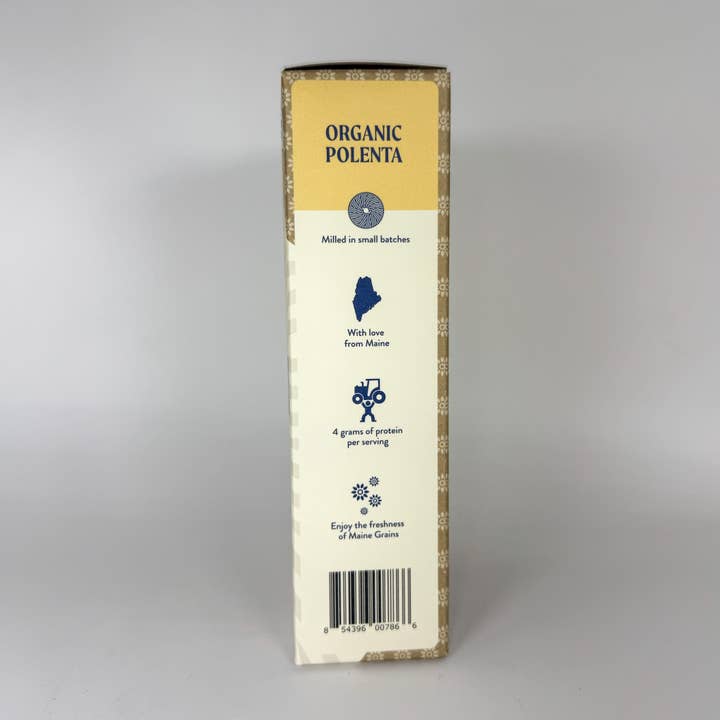 ORGANIC
POLENTA
Milled in small batches
With love
from Maine
4 grams of protein
per serving
Enjoy the freshness
of Maine Grains
8 54396 00786 6